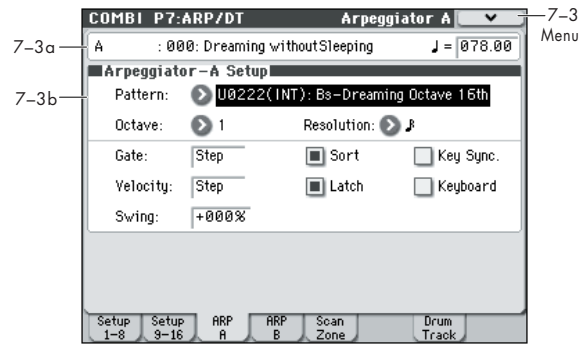 COMBI P7:ARP/DT Arpeggiator A
7–3
Menu
7–3a
A : 000: Dreaming withoutSleeping ♩ = 078.00
Arpeggiator-A Setup
7–3b
Pattern: U0222(INT): Bs-Dreaming Octave 16th
Octave: 1 Resolution: 
Gate: Step Sort Key Sync.
Velocity: Step Latch Keyboard
Swing: +000%
Setup 1-8 Setup 9-16 ARP A ARP B Scan Zone Drum Track